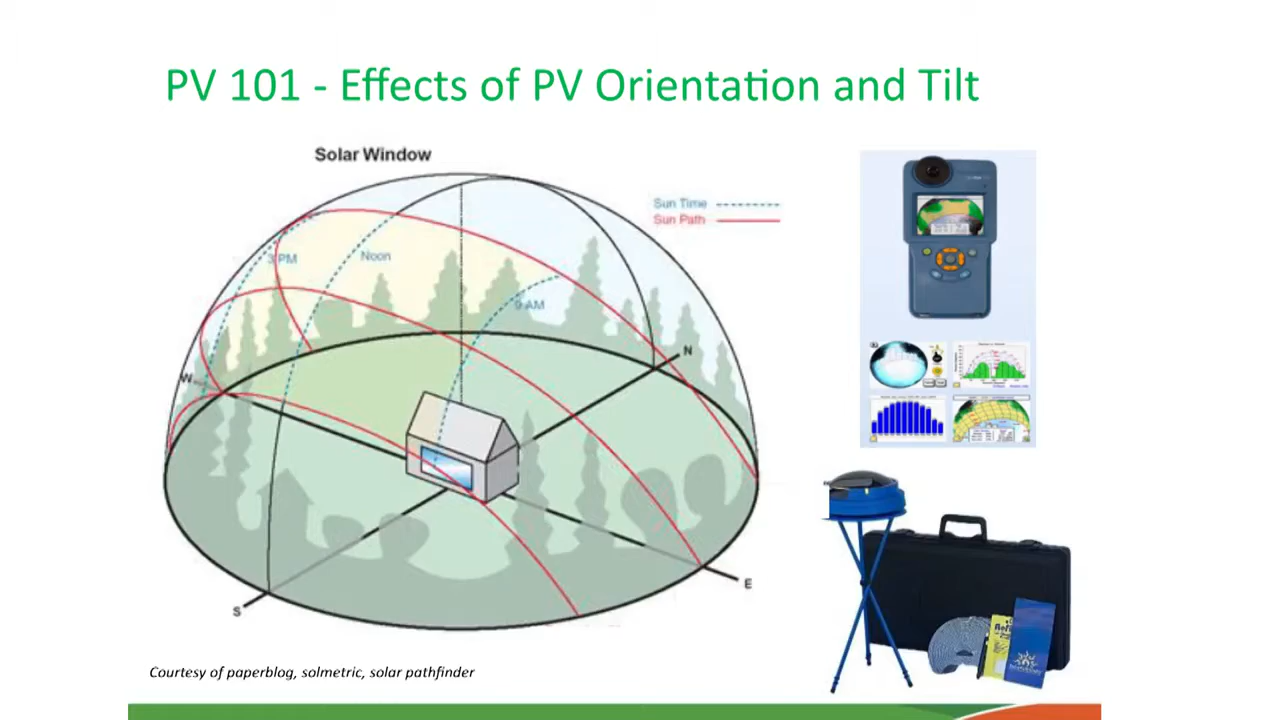 PV 101 - Effects of PV Orientation and Tilt
Solar Window
Sun Time
Sun Path
3 PM
Noon
9 AM
N
W
E
S
Courtesy of paperblog, solmetric, solar pathfinder